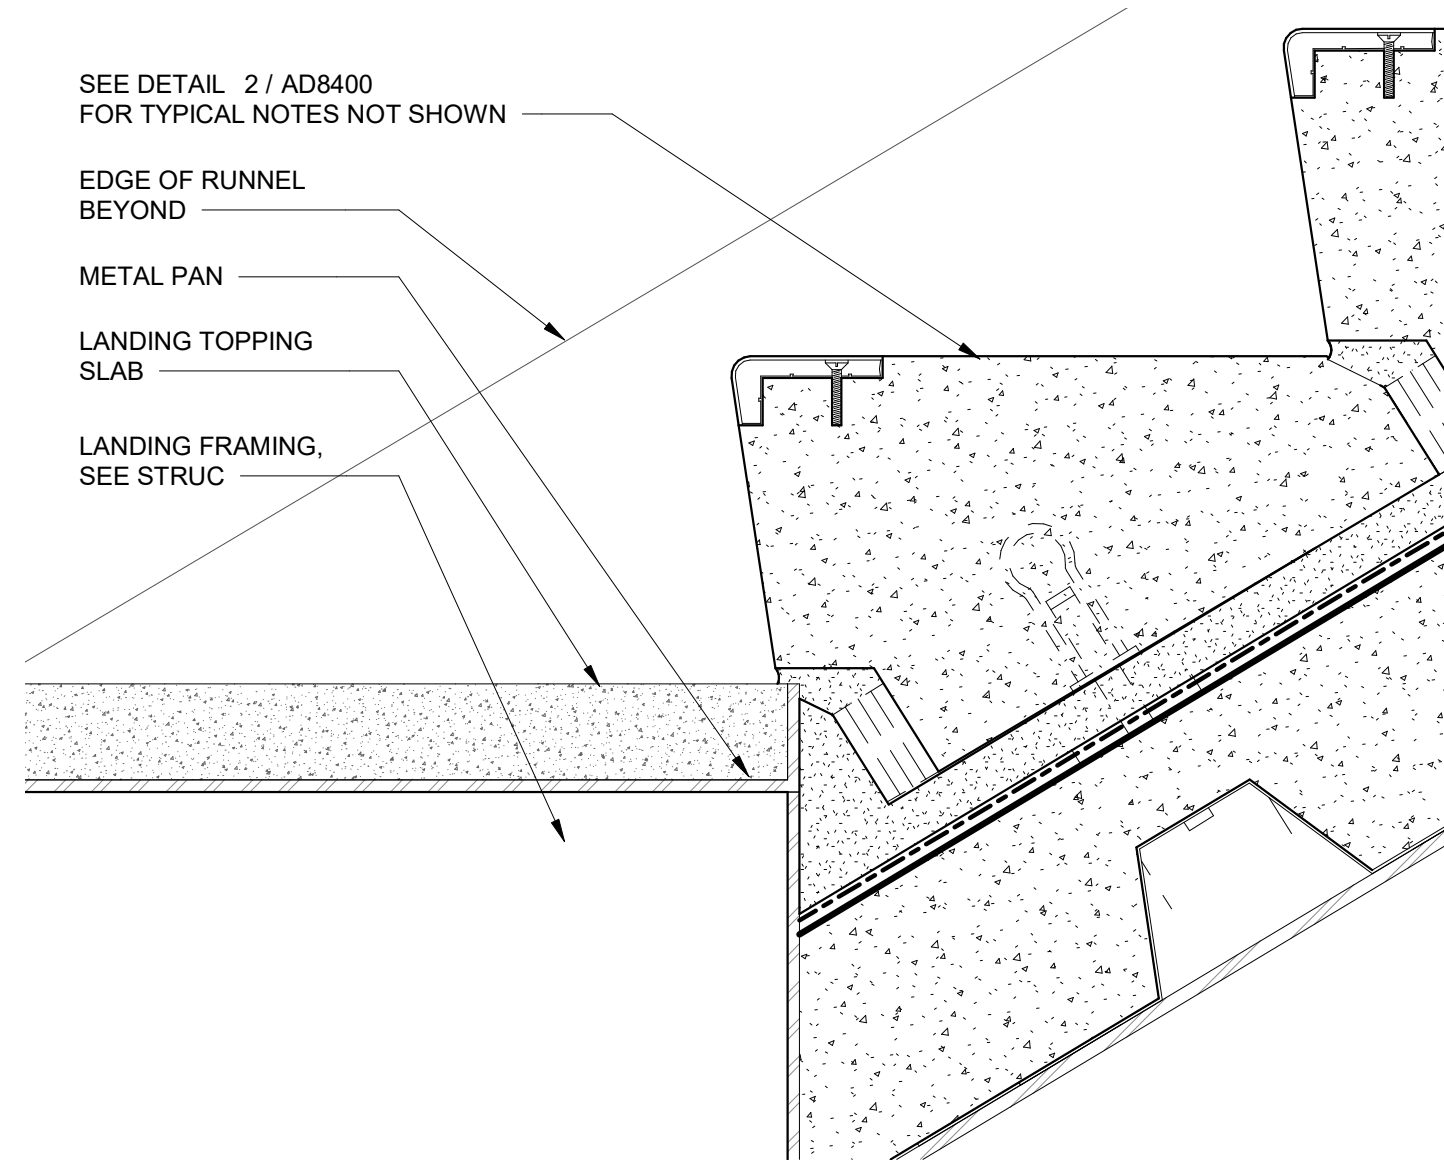 SEE DETAIL 2 / AD8400
FOR TYPICAL NOTES NOT SHOWN
EDGE OF RUNNEL
BEYOND
METAL PAN
LANDING TOPPING
SLAB
LANDING FRAMING,
SEE STRUC